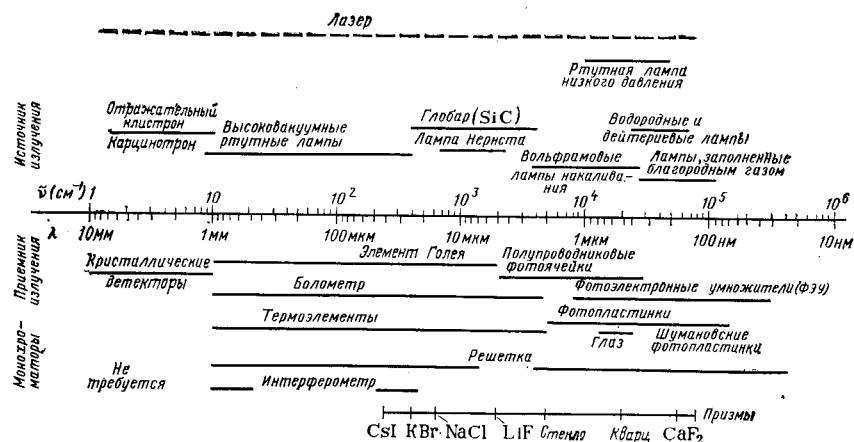 Лазер
Ртутная лампа
низкого давления
Источник
излучения
Отражательный
клистрон
Карцинотрон
Высоковакуумные
ртутные лампы
Глобар (SiC)
Лампа Нернста
Водородные и
дейтериевые лампы
Вольфрамовые
лампы накалива-
ния
Лампы, заполненные
благородным газом
ν̃ (см⁻¹) 1 10 10² 10³ 10⁴ 10⁵ 10⁶
λ 10мм 1мм 100мкм 10мкм 1мкм 100нм 10нм
Приемник
излучения
Кристаллические
детекторы
Элемент Голея
Болометр
Полупроводниковые
фотоячейки
Фотоэлектронные умножители (ФЭУ)
Термоэлементы
Фотопластинки
Глаз
Шумановские
фотопластинки
Монохро-
маторы
Не
требуется
Решетка
Интерферометр
Призмы
CsI KBr NaCl LiF Стекло Кварц CaF₂